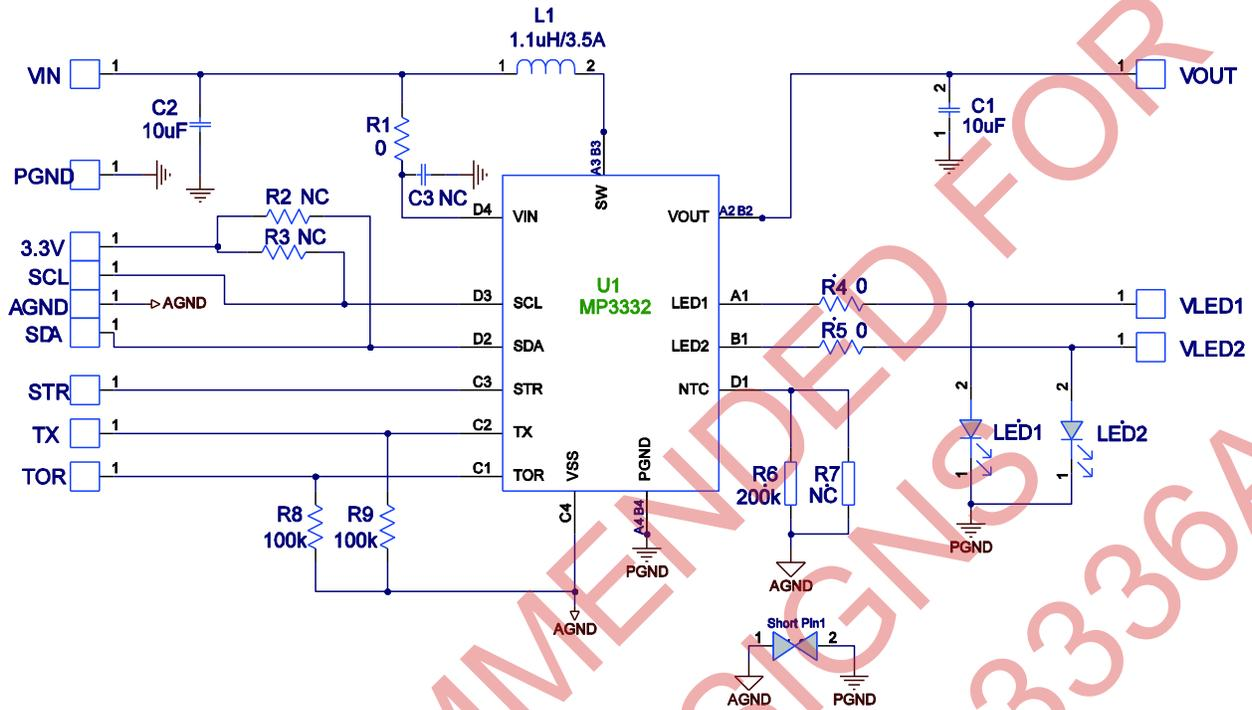 L1
1.1uH/3.5A
VIN 1
1 2
1 VOUT
C2
10uF
R1
0
2
C1
10uF
1
A3 B3
PGND 1
C3 NC
SW
R2 NC
D4 VIN
VOUT A2 B2
3.3V 1
R3 NC
SCL 1
U1
MP3332
AGND 1 AGND
D3 SCL
LED1 A1
R4 0
1 VLED1
SDA 1
D2 SDA
LED2 B1
R5 0
1 VLED2
STR 1
C3 STR
NTC D1
2
2
TX 1
C2 TX
LED1
LED2
TOR 1
C1 TOR
VSS
PGND
R6
200k
R7
NC
1
1
R8
100k
R9
100k
C4
A4 B4
PGND
PGND
AGND
AGND
Short Pin1
1 2
AGND
PGND
MMENDED FOR
SIGNS
3336A